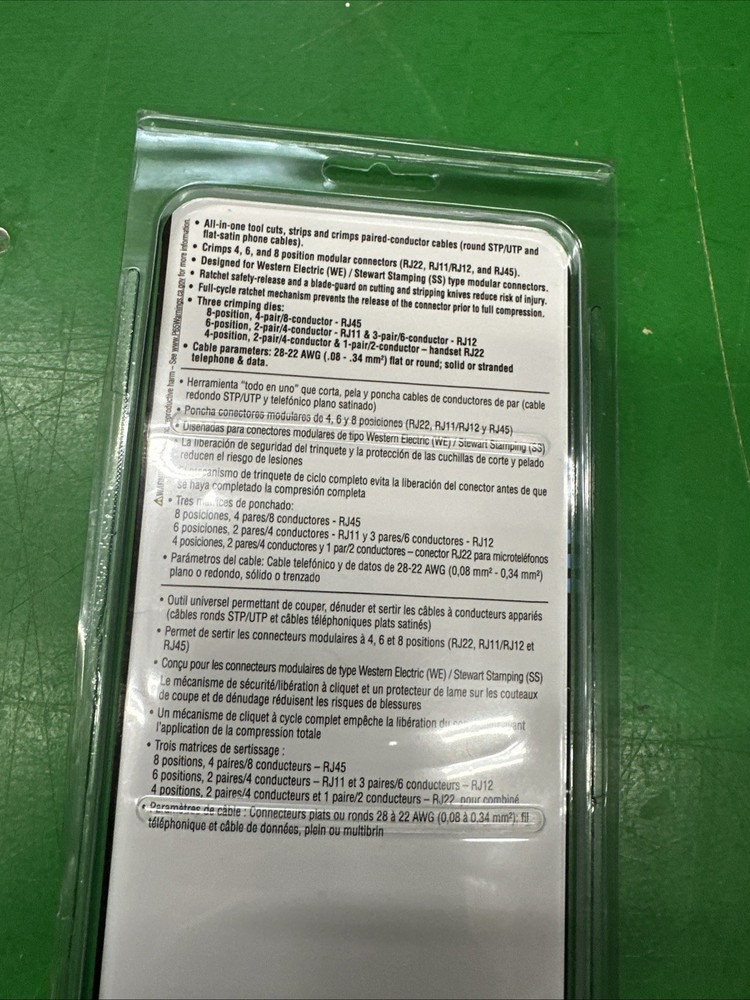 • All-in-one tool cuts, strips and crimps paired-conductor cables (round STP/UTP and
flat-satin phone cables).
• Crimps 4, 6, and 8 position modular connectors (RJ22, RJ11/RJ12, and RJ45).
• Designed for Western Electric (WE) / Stewart Stamping (SS) type modular connectors.
• Ratchet safety-release and a blade-guard on cutting and stripping knives reduce risk of injury.
• Full-cycle ratchet mechanism prevents the release of the connector prior to full compression.
• Three crimping dies:
8-position, 4-pair/8-conductor - RJ45
6-position, 2-pair/4-conductor - RJ11 & 3-pair/6-conductor - RJ12
4-position, 2-pair/4-conductor & 1-pair/2-conductor – handset RJ22
• Cable parameters: 28-22 AWG (.08 - .34 mm²) flat or round; solid or stranded
telephone & data.
• Herramienta "todo en uno" que corta, pela y poncha cables de conductores de par (cable
redondo STP/UTP y telefónico plano satinado)
• Poncha conectores modulares de 4, 6 y 8 posiciones (RJ22, RJ11/RJ12 y RJ45)
• Diseñadas para conectores modulares de tipo Western Electric (WE) / Stewart Stamping (SS)
• La liberación de seguridad del trinquete y la protección de las cuchillas de corte y pelado
reducen el riesgo de lesiones
mecanismo de trinquete de ciclo completo evita la liberación del conector antes de que
se haya completado la compresión completa
• Tres matrices de ponchado:
8 posiciones, 4 pares/8 conductores - RJ45
6 posiciones, 2 pares/4 conductores - RJ11 y 3 pares/6 conductores - RJ12
4 posiciones, 2 pares/4 conductores y 1 par/2 conductores – conector RJ22 para microteléfonos
• Parámetros del cable: Cable telefónico y de datos de 28-22 AWG (0,08 mm² - 0,34 mm²)
plano o redondo, sólido o trenzado
• Outil universel permettant de couper, dénuder et sertir les câbles à conducteurs appariés
(câbles ronds STP/UTP et câbles téléphoniques plats satinés)
• Permet de sertir les connecteurs modulaires à 4, 6 et 8 positions (RJ22, RJ11/RJ12 et
RJ45)
• Conçu pour les connecteurs modulaires de type Western Electric (WE) / Stewart Stamping (SS)
Le mécanisme de sécurité/libération à cliquet et un protecteur de lame sur les couteaux
de coupe et de dénudage réduisent les risques de blessures
• Un mécanisme de cliquet à cycle complet empêche la libération du avant
l'application de la compression totale
• Trois matrices de sertissage :
8 positions, 4 paires/8 conducteurs – RJ45
6 positions, 2 paires/4 conducteurs – RJ11 et 3 paires/6 conducteurs – RJ12
4 positions, 2 paires/4 conducteurs et 1 paire/2 conducteurs – RJ22 pour combiné
• Paramètres de câble : Connecteurs plats ou ronds 28 à 22 AWG (0,08 à 0,34 mm²), fil
téléphonique et câble de données, plein ou multibrin
productive harm – See www.P65Warnings.ca.gov for more information.